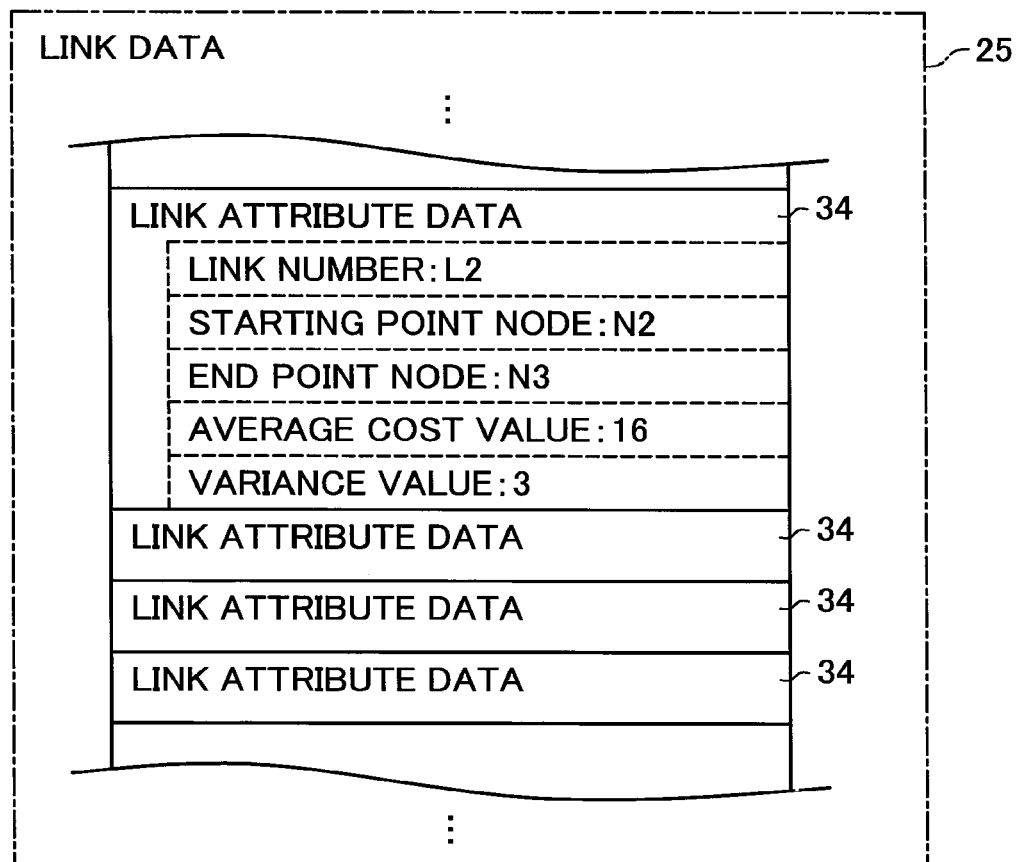 LINK DATA
25
⋮
LINK ATTRIBUTE DATA 34
LINK NUMBER:L2
STARTING POINT NODE:N2
END POINT NODE:N3
AVERAGE COST VALUE:16
VARIANCE VALUE:3
LINK ATTRIBUTE DATA 34
LINK ATTRIBUTE DATA 34
LINK ATTRIBUTE DATA 34
⋮